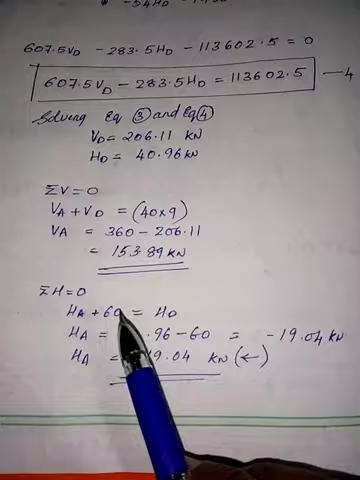 607.5VD - 283.5HD - 113602.5 = 0
607.5VD - 283.5HD = 113602.5 — 4
Solving Eq ③ and Eq ④
VD = 206.11 KN
HD = 40.96 KN
ΣV=0
VA + VD = (40×9)
VA = 360 - 206.11
= 153.89 KN
ΣH=0
HA + 60 = HD
HA = .96 - 60 = -19.04 KN
HA = 9.04 KN (←)